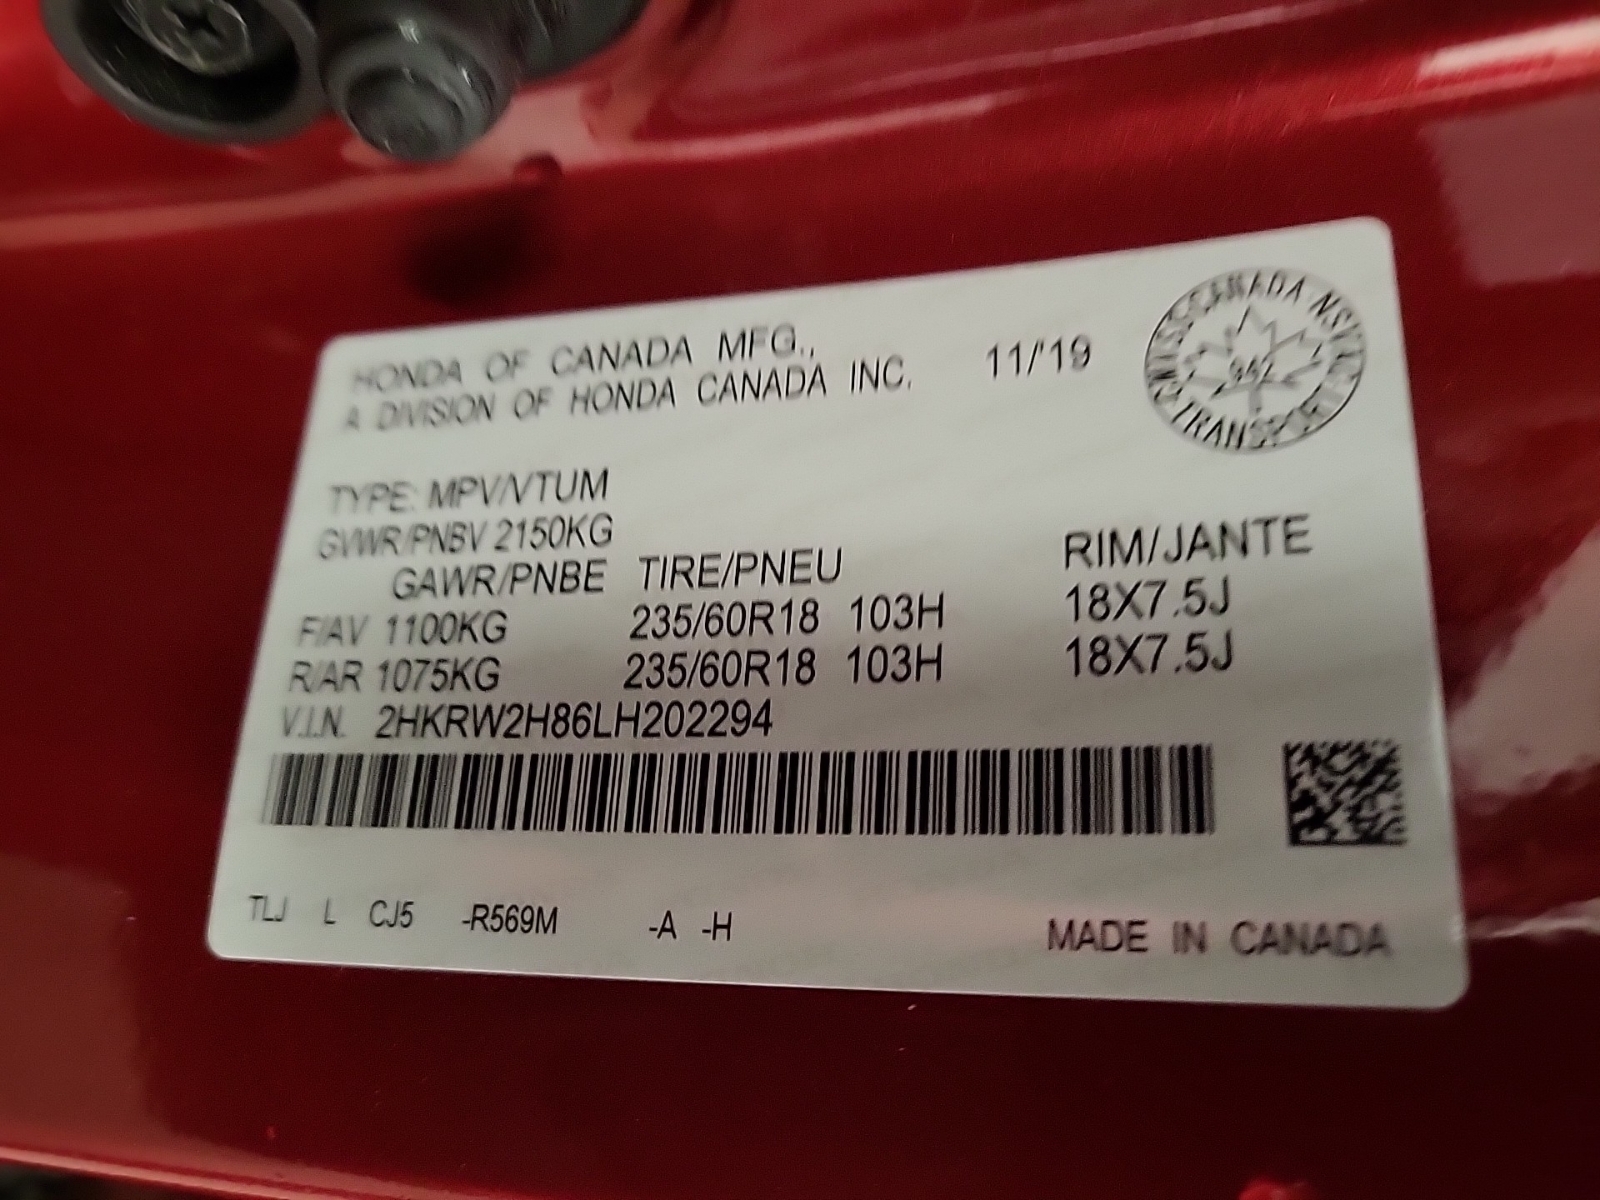 HONDA OF CANADA MFG.,
A DIVISION OF HONDA CANADA INC.
11/'19
CANADA
TRANSPORT
TYPE: MPV/VTUM
GVWR/PNBV 2150KG
GAWR/PNBE TIRE/PNEU RIM/JANTE
F/AV 1100KG 235/60R18 103H 18X7.5J
R/AR 1075KG 235/60R18 103H 18X7.5J
V.I.N. 2HKRW2H86LH202294
TLJ L CJ5 -R569M -A -H
MADE IN CANADA